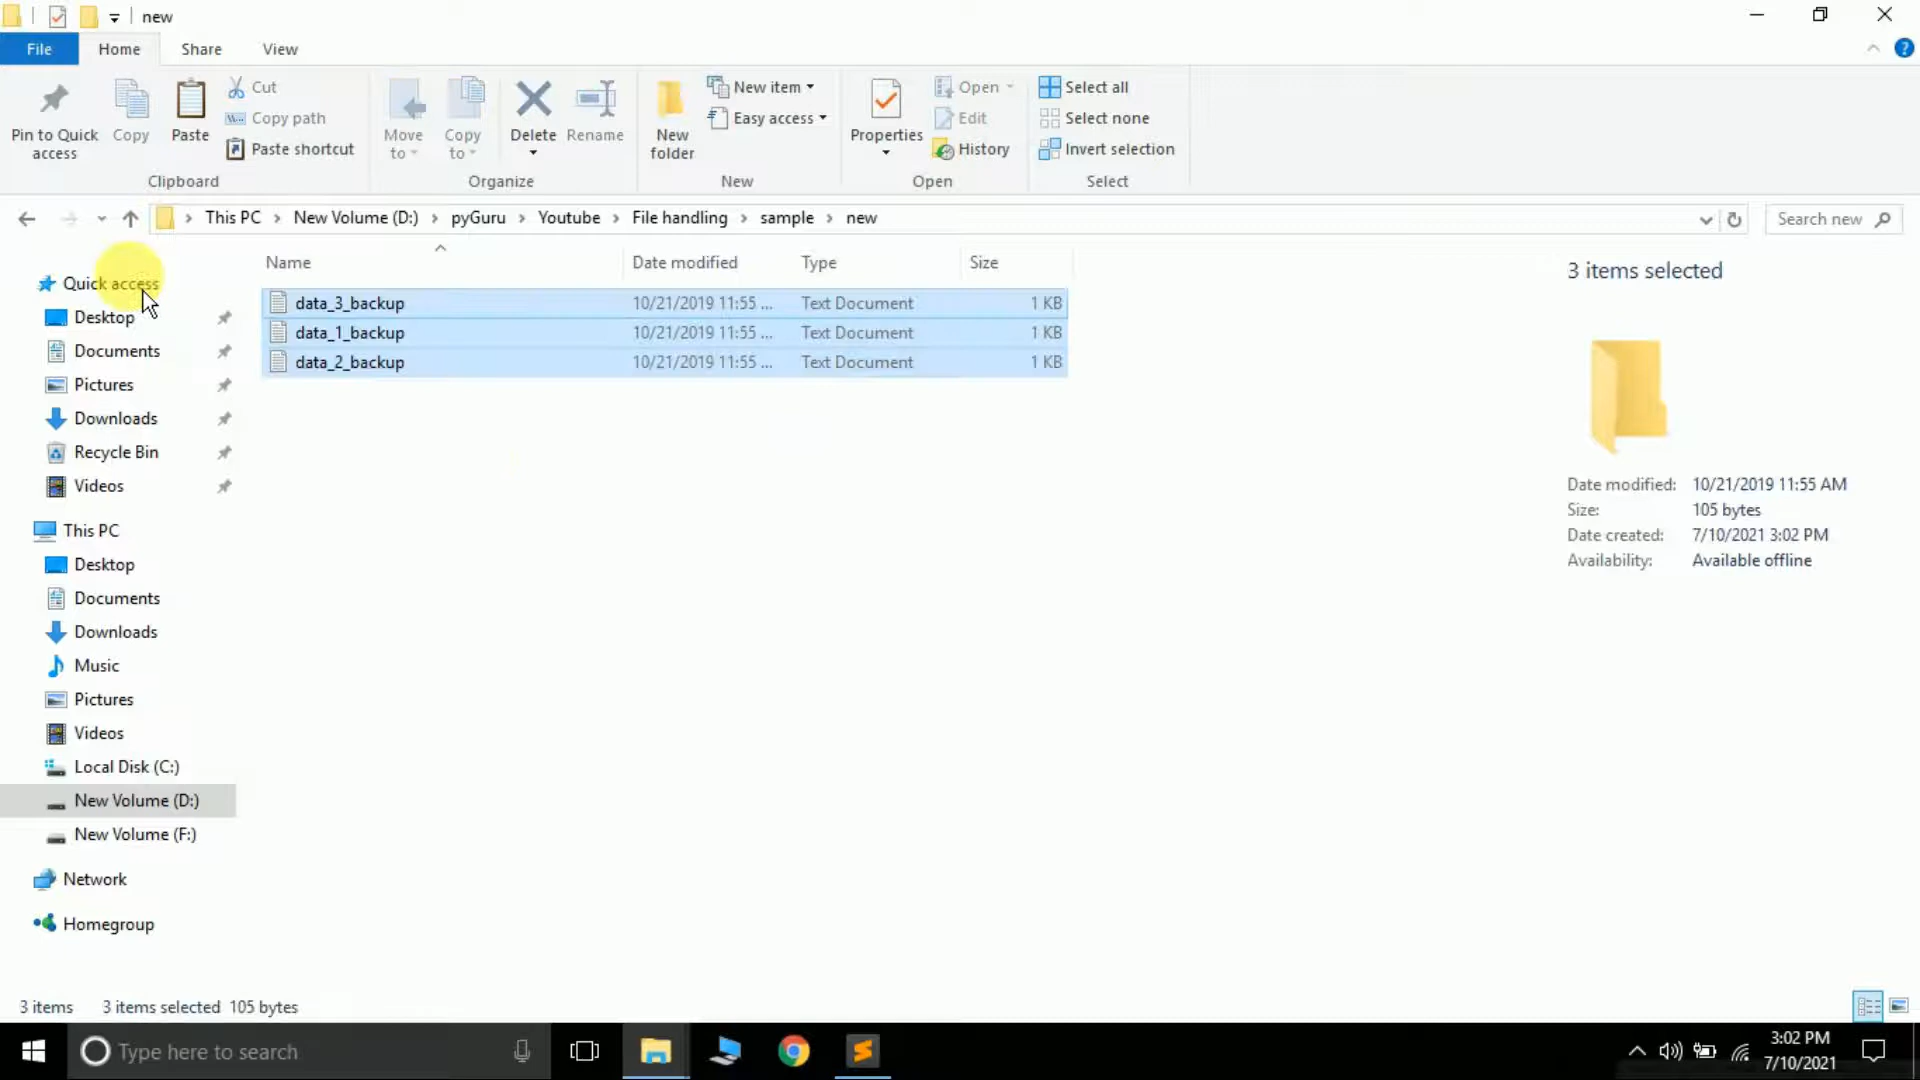 new
File Home Share View
Pin to Quick access
Copy
Paste
Cut
Copy path
Paste shortcut
Clipboard
Move to
Copy to
Delete
Rename
Organize
New folder
New item
Easy access
New
Properties
Open
Edit
History
Open
Select all
Select none
Invert selection
Select
This PC > New Volume (D:) > pyGuru > Youtube > File handling > sample > new
Search new
Quick access
Desktop
Documents
Pictures
Downloads
Recycle Bin
Videos
This PC
Desktop
Documents
Downloads
Music
Pictures
Videos
Local Disk (C:)
New Volume (D:)
New Volume (F:)
Network
Homegroup
Name Date modified Type Size
data_3_backup 10/21/2019 11:55 ... Text Document 1 KB
data_1_backup 10/21/2019 11:55 ... Text Document 1 KB
data_2_backup 10/21/2019 11:55 ... Text Document 1 KB
3 items selected
Date modified: 10/21/2019 11:55 AM
Size: 105 bytes
Date created: 7/10/2021 3:02 PM
Availability: Available offline
3 items 3 items selected 105 bytes
Type here to search
3:02 PM
7/10/2021